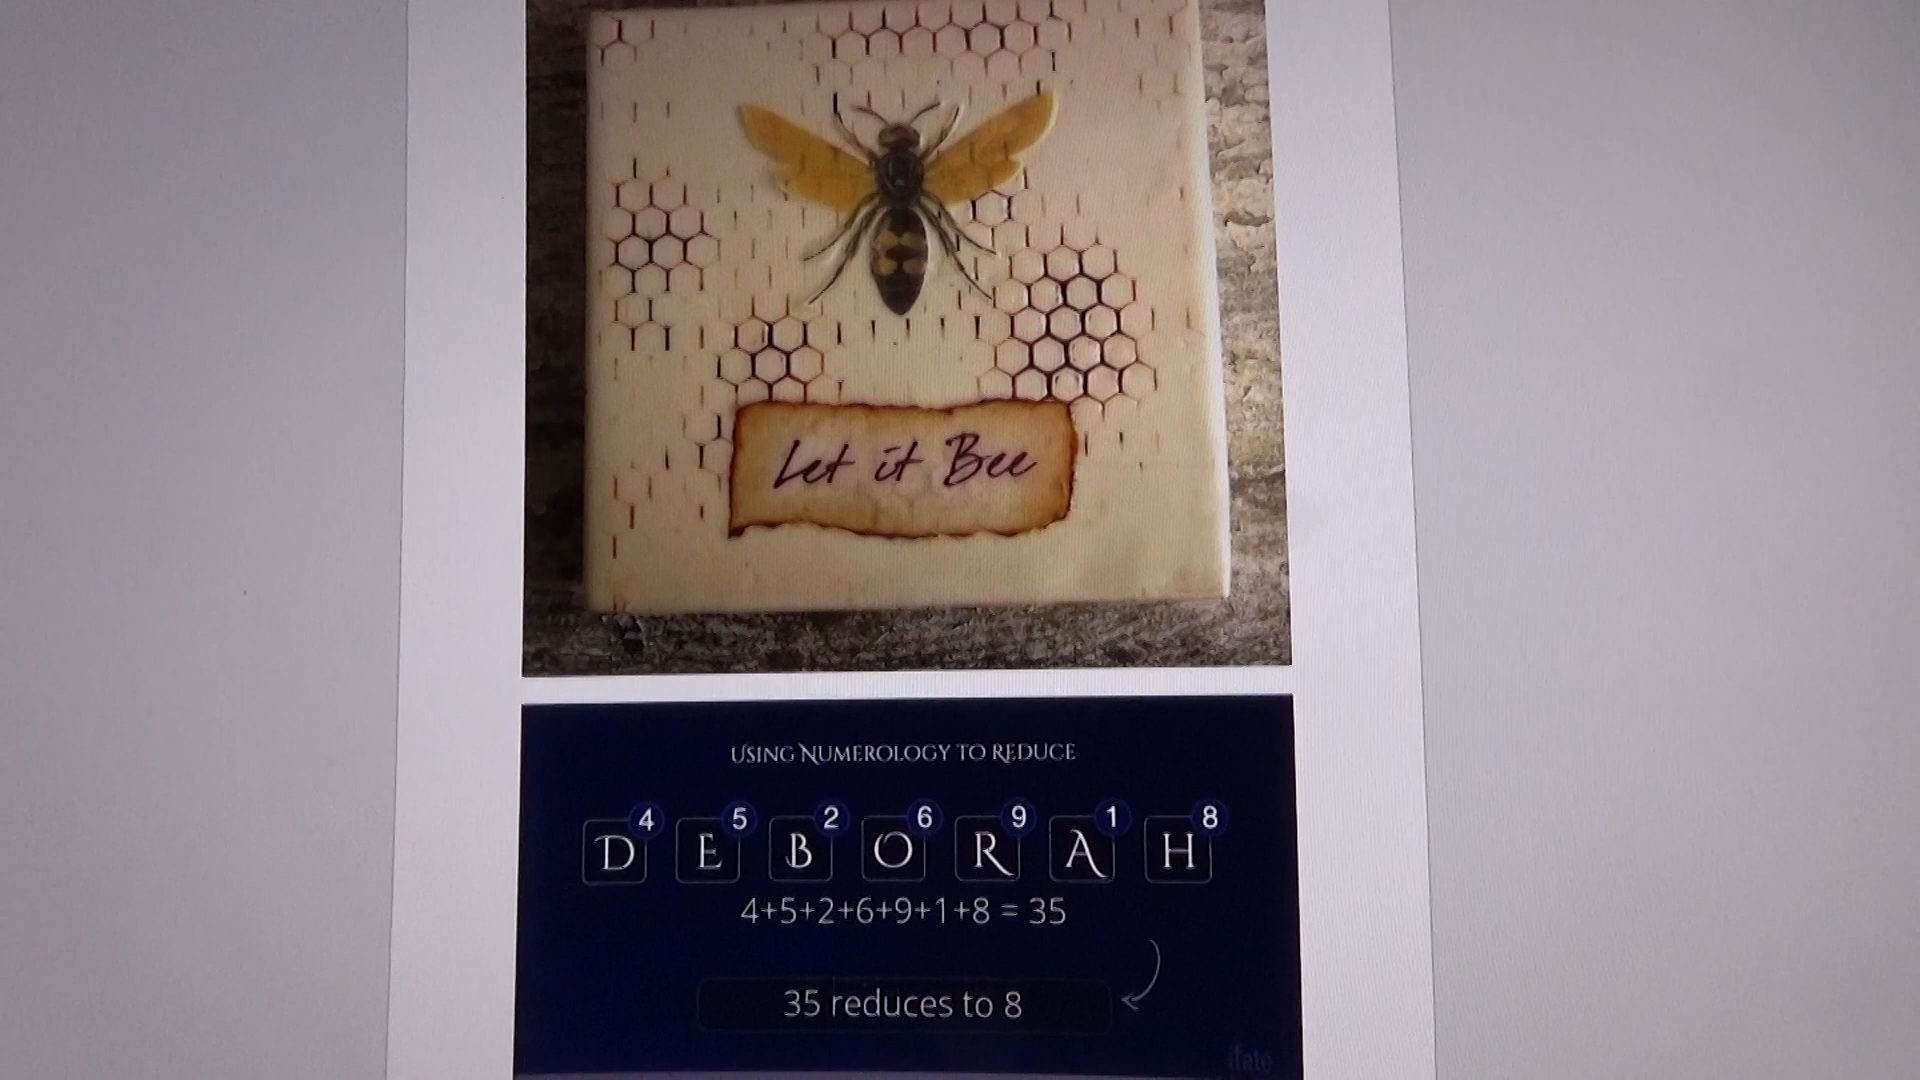 Let it Bee
USING NUMEROLOGY TO REDUCE
4 5 2 6 9 1 8
D E B O R A H
4+5+2+6+9+1+8 = 35
35 reduces to 8
ifate